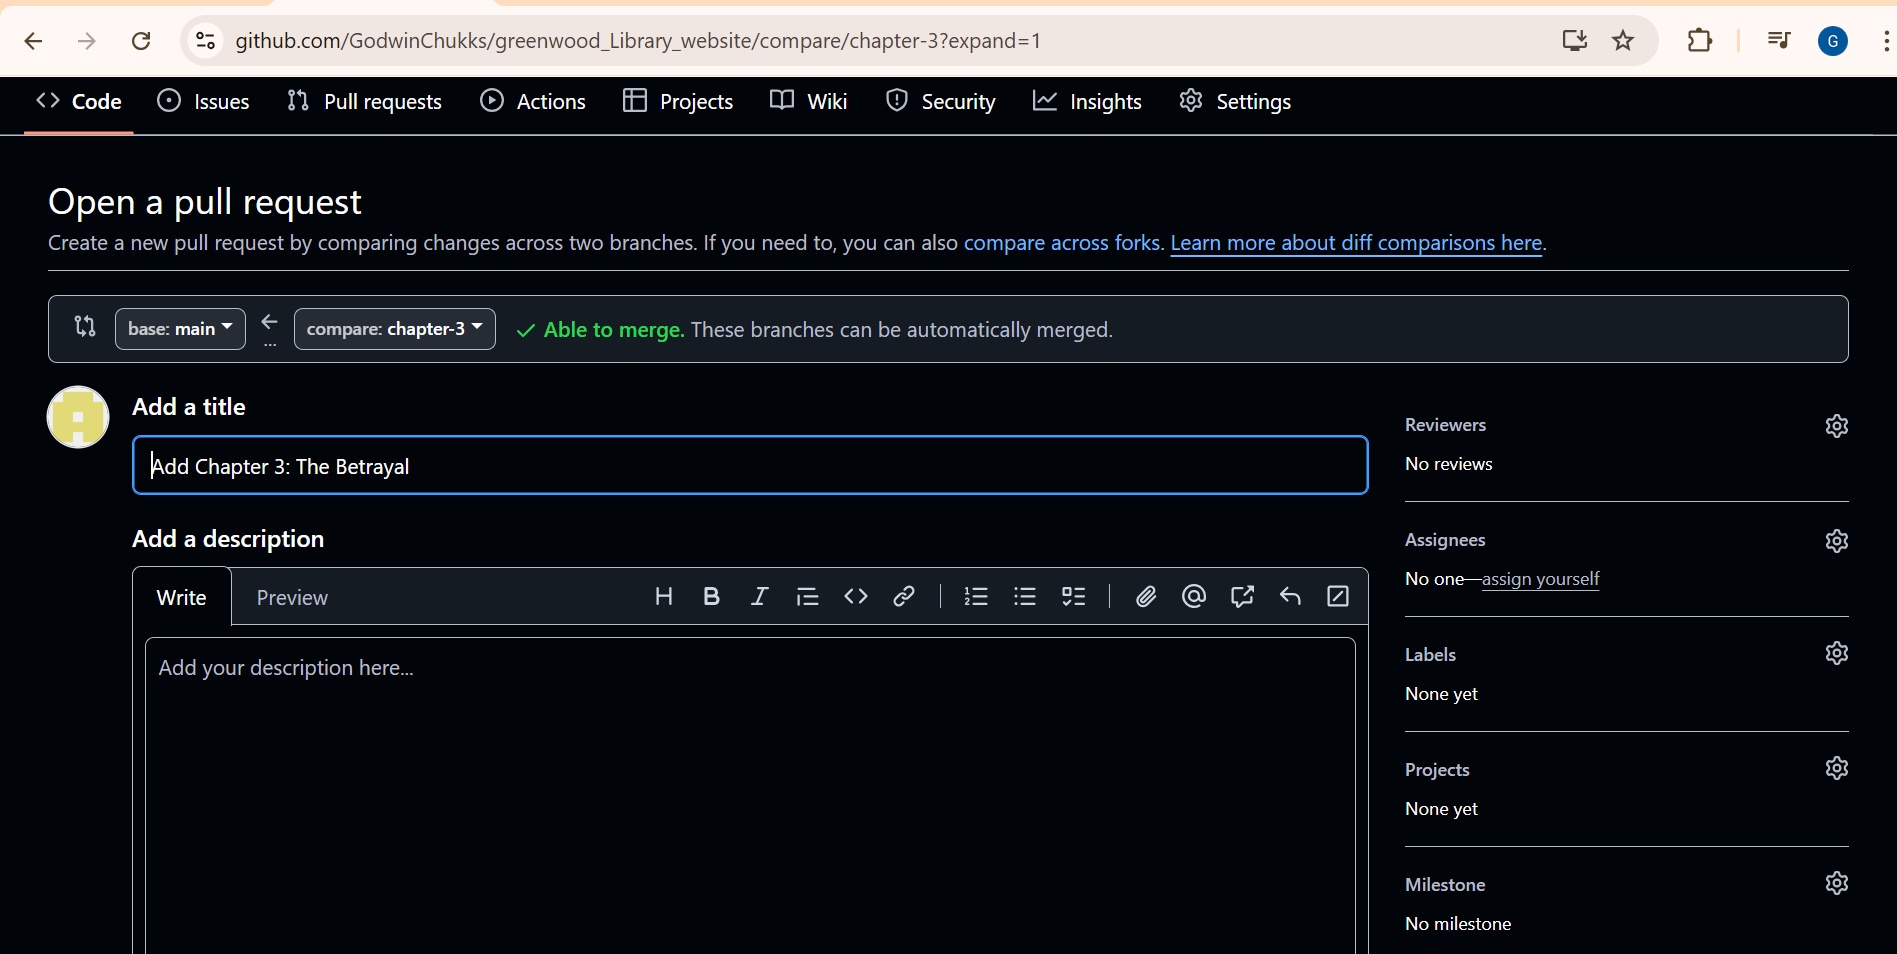 github.com/GodwinChukks/greenwood_Library_website/compare/chapter-3?expand=1
G
Code Issues Pull requests Actions Projects Wiki Security Insights Settings
Open a pull request
Create a new pull request by comparing changes across two branches. If you need to, you can also compare across forks. Learn more about diff comparisons here.
base: main ... compare: chapter-3 Able to merge. These branches can be automatically merged.
Add a title
Add Chapter 3: The Betrayal
Add a description
Write Preview
Add your description here...
Reviewers
No reviews
Assignees
No one—assign yourself
Labels
None yet
Projects
None yet
Milestone
No milestone